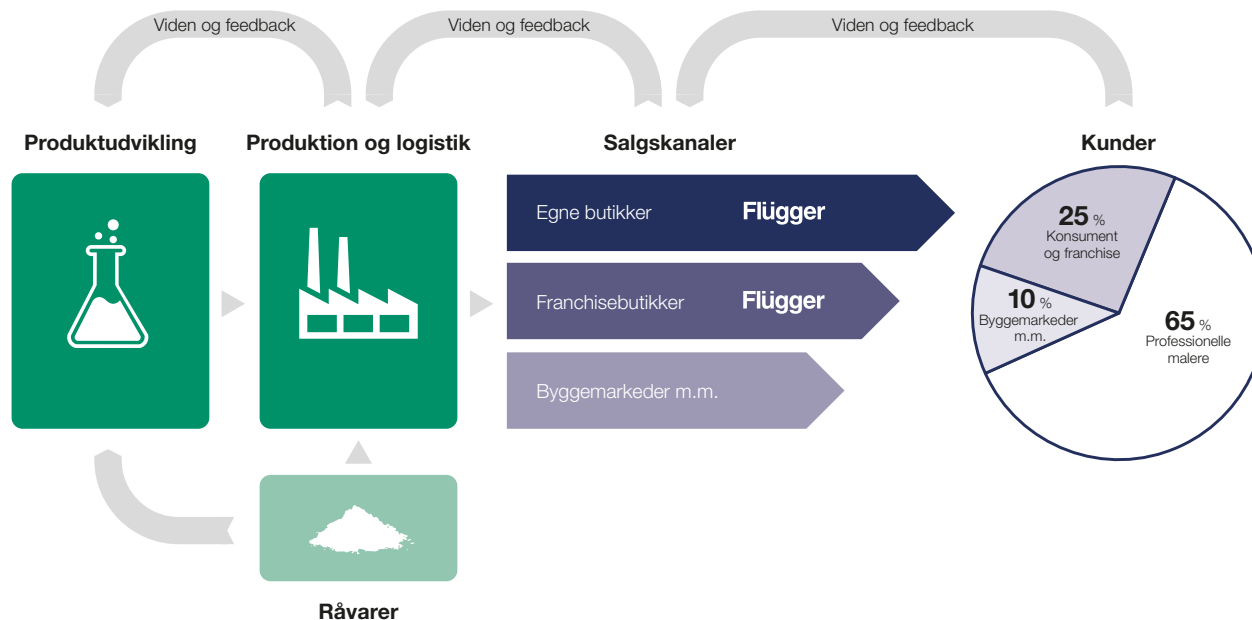 Viden og feedback
Viden og feedback
Viden og feedback
Produktudvikling
Produktion og logistik
Salgskanaler
Kunder
Egne butikker
Flügger
Franchisebutikker
Flügger
Byggemarkeder m.m.
25 %
Konsument
og franchise
10 %
Byggemarkeder
m.m.
65 %
Professionelle
malere
Råvarer